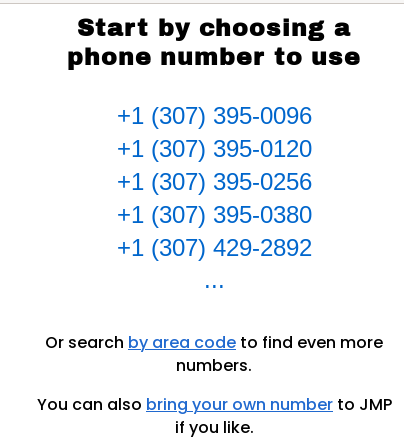 Start by choosing a
phone number to use
+1 (307) 395-0096
+1 (307) 395-0120
+1 (307) 395-0256
+1 (307) 395-0380
+1 (307) 429-2892
...
Or search by area code to find even more
numbers.
You can also bring your own number to JMP
if you like.